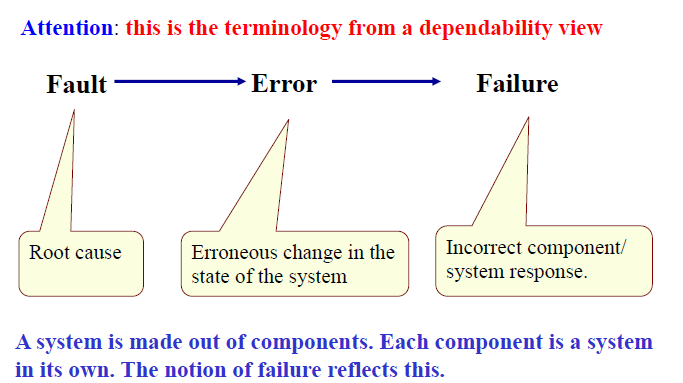 Attention: this is the terminology from a dependability view
Fault Error Failure
Root cause
Erroneous change in the
state of the system
Incorrect component/
system response.
A system is made out of components. Each component is a system
in its own. The notion of failure reflects this.